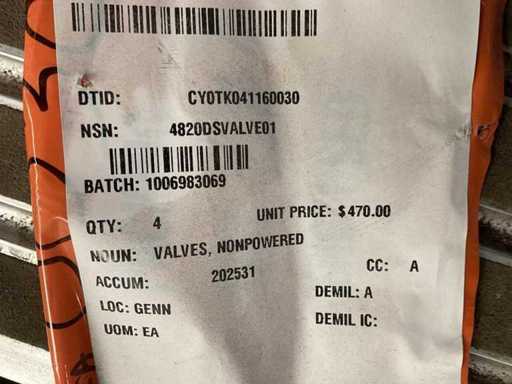 DTID: CY0TK041160030
NSN: 4820DSVALVE01
BATCH: 1006983069
QTY: 4 UNIT PRICE: $470.00
NOUN: VALVES, NONPOWERED
ACCUM: 202531 CC: A
LOC: GENN DEMIL: A
UOM: EA DEMIL IC: